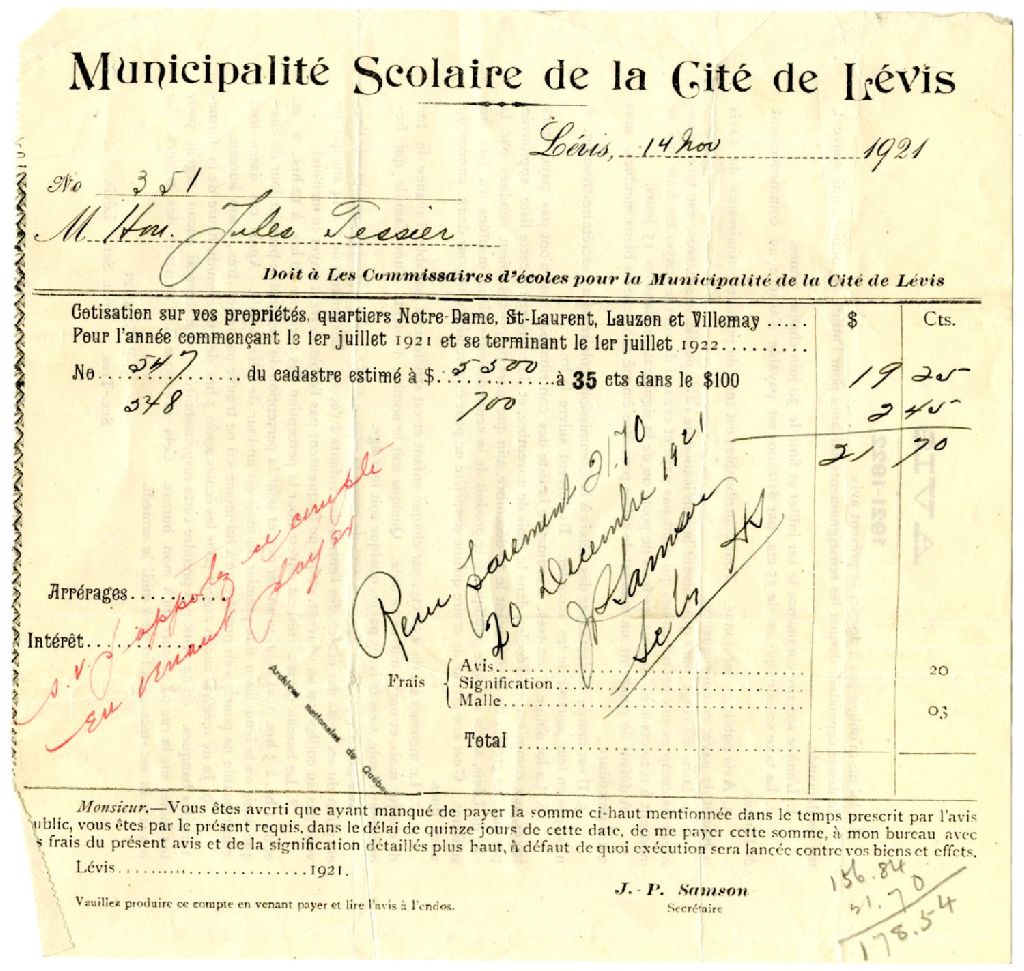 Municipalité Scolaire de la Cité de Lévis
Lévis, 14 Nov 1921
No 351
M Hon. Jules Tessier
Doit à Les Commissaires d'écoles pour la Municipalité de la Cité de Lévis
Cotisation sur vos propriétés, quartiers Notre-Dame, St-Laurent, Lauzon et Villemay ..... $ Cts.
Pour l'année commençant le 1er juillet 1921 et se terminant le 1er juillet 1922.........
No 547 du cadastre estimé à $ 5500 à 35 cts dans le $100 19 25
548 700 2 45
21 70
Recu 21.70
20 Decembre 1921
JP Samson
s.v.p. apportez ce compte
en venant payer
Arrérages
Intérêt
Frais
Avis 20
Signification
Malle 03
Total
Archives nationales de Québec
Monsieur.—Vous êtes averti que ayant manqué de payer la somme ci-haut mentionnée dans le temps prescrit par l'avis
ublic, vous êtes par le présent requis, dans le délai de quinze jours de cette date, de me payer cette somme, à mon bureau avec
s frais du présent avis et de la signification détaillés plus haut, à défaut de quoi exécution sera lancée contre vos biens et effets.
Lévis 1921.
J. - P. Samson
Secrétaire
Veuillez produire ce compte en venant payer et lire l'avis à l'endos.
156.84
21.70
178.54